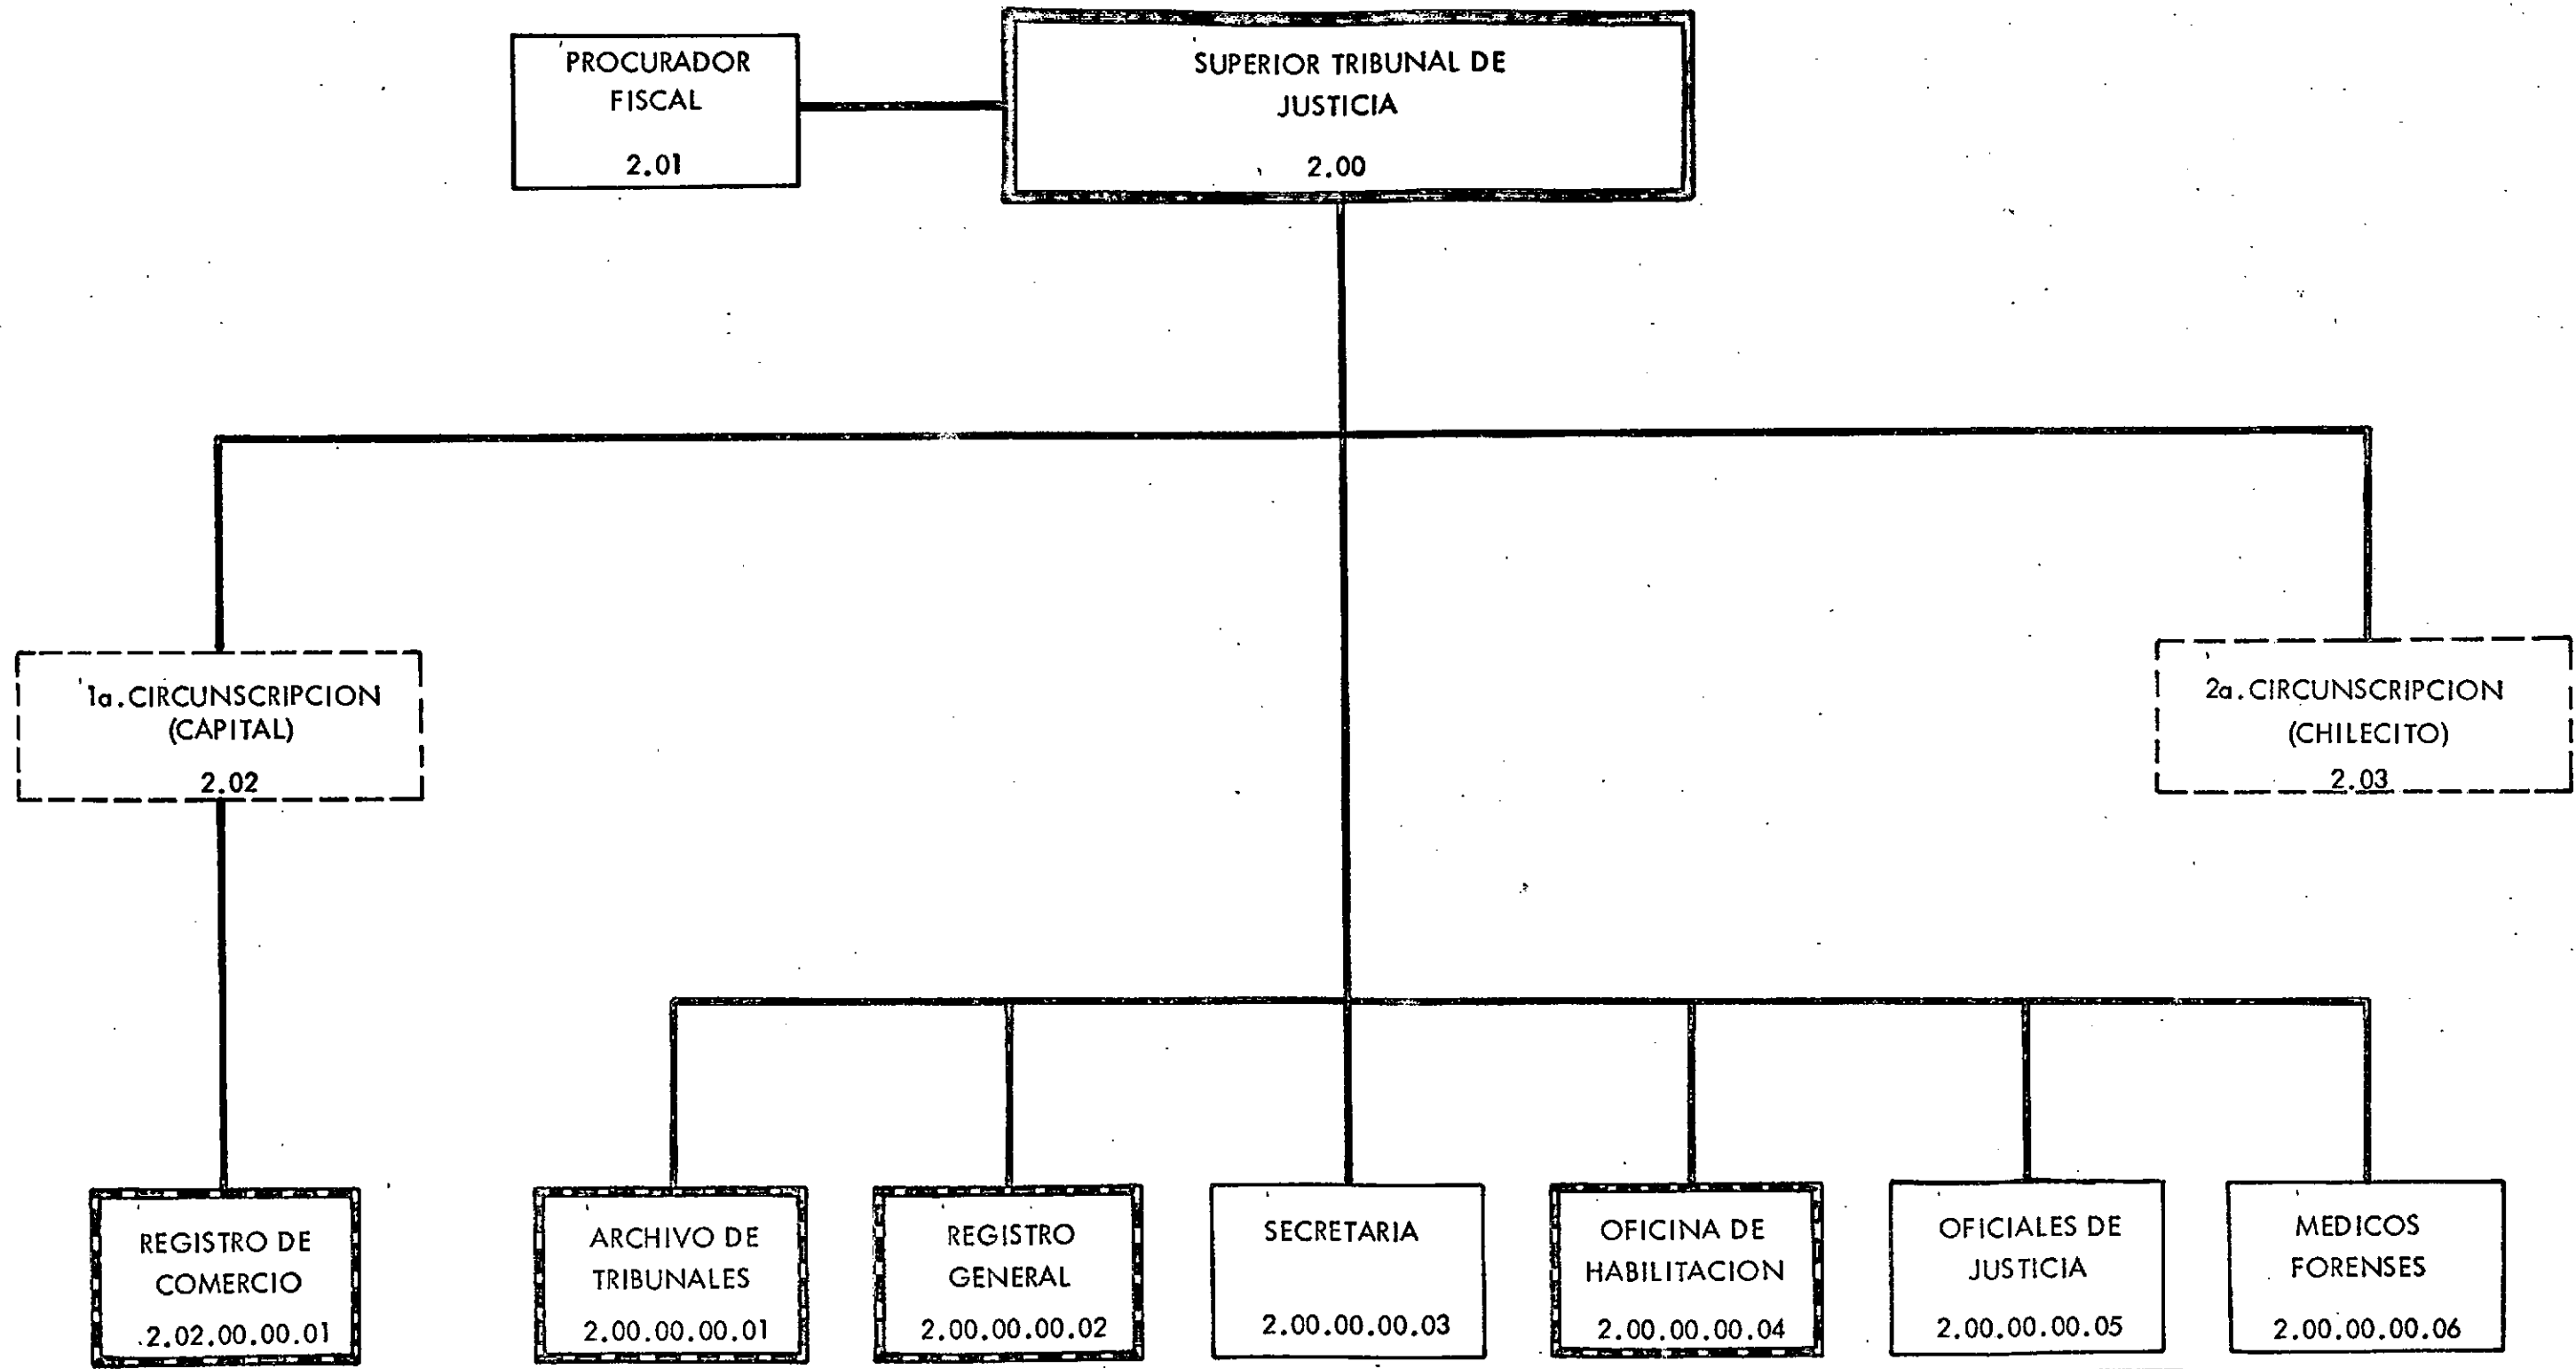 PROCURADOR
FISCAL
2.01
SUPERIOR TRIBUNAL DE
JUSTICIA
2.00
1a.CIRCUNSCRIPCION
(CAPITAL)
2.02
2a.CIRCUNSCRIPCION
(CHILECITO)
2.03
REGISTRO DE
COMERCIO
2.02.00.00.01
ARCHIVO DE
TRIBUNALES
2.00.00.00.01
REGISTRO
GENERAL
2.00.00.00.02
SECRETARIA
2.00.00.00.03
OFICINA DE
HABILITACION
2.00.00.00.04
OFICIALES DE
JUSTICIA
2.00.00.00.05
MEDICOS
FORENSES
2.00.00.00.06